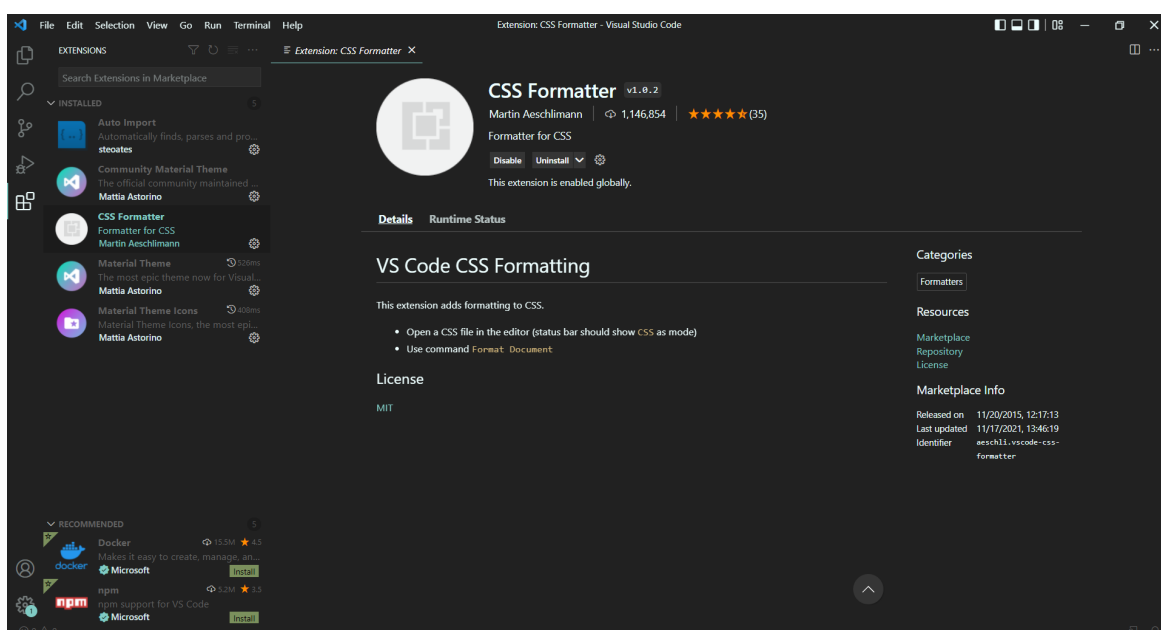 File Edit Selection View Go Run Terminal Help
Extension: CSS Formatter - Visual Studio Code
EXTENSIONS
Extension: CSS Formatter
Search Extensions in Marketplace
INSTALLED 5
Auto Import
Automatically finds, parses and pro...
steoates
Community Material Theme
The official community maintained ...
Mattia Astorino
CSS Formatter
Formatter for CSS
Martin Aeschlimann
Material Theme 526ms
The most epic theme now for Visual...
Mattia Astorino
Material Theme Icons 408ms
Material Theme Icons, the most epi...
Mattia Astorino
RECOMMENDED 5
Docker 15.5M 4.5
Makes it easy to create, manage, an...
docker
Microsoft Install
npm 5.2M 3.5
npm
npm support for VS Code
Microsoft Install
1
CSS Formatter v1.0.2
Martin Aeschlimann 1,146,854 (35)
Formatter for CSS
Disable Uninstall
This extension is enabled globally.
Details Runtime Status
VS Code CSS Formatting
This extension adds formatting to CSS.
Open a CSS file in the editor (status bar should show CSS as mode)
Use command Format Document
License
MIT
Categories
Formatters
Resources
Marketplace
Repository
License
Marketplace Info
Released on 11/20/2015, 12:17:13
Last updated 11/17/2021, 13:46:19
Identifier aeschli.vscode-css-
formatter